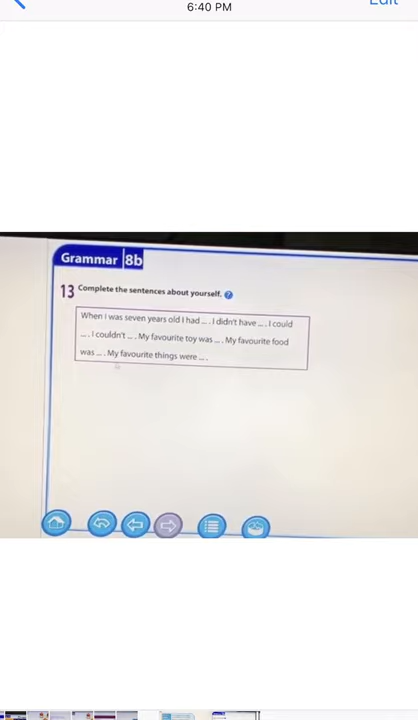 6:40 PM
Edit
Grammar 8b
13 Complete the sentences about yourself. ?
When I was seven years old I had ... . I didn't have ... . I could
... . I couldn't ... . My favourite toy was ... . My favourite food
was ... . My favourite things were ... .